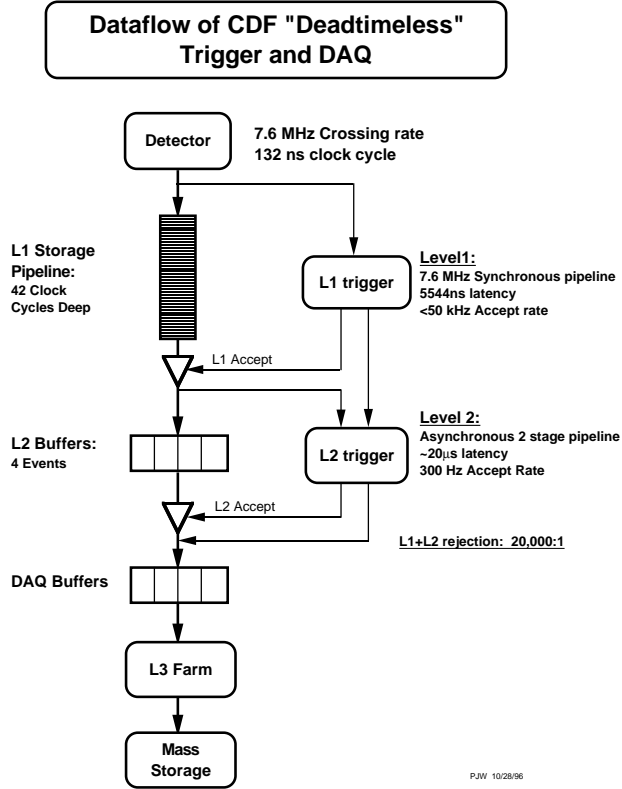 Dataflow of CDF "Deadtimeless"
Trigger and DAQ
Detector
7.6 MHz Crossing rate
132 ns clock cycle
L1 Storage
Pipeline:
42 Clock
Cycles Deep
L1 trigger
Level1:
7.6 MHz Synchronous pipeline
5544ns latency
<50 kHz Accept rate
L1 Accept
L2 Buffers:
4 Events
L2 trigger
Level 2:
Asynchronous 2 stage pipeline
~20μs latency
300 Hz Accept Rate
L2 Accept
L1+L2 rejection: 20,000:1
DAQ Buffers
L3 Farm
Mass
Storage
PJW 10/28/96